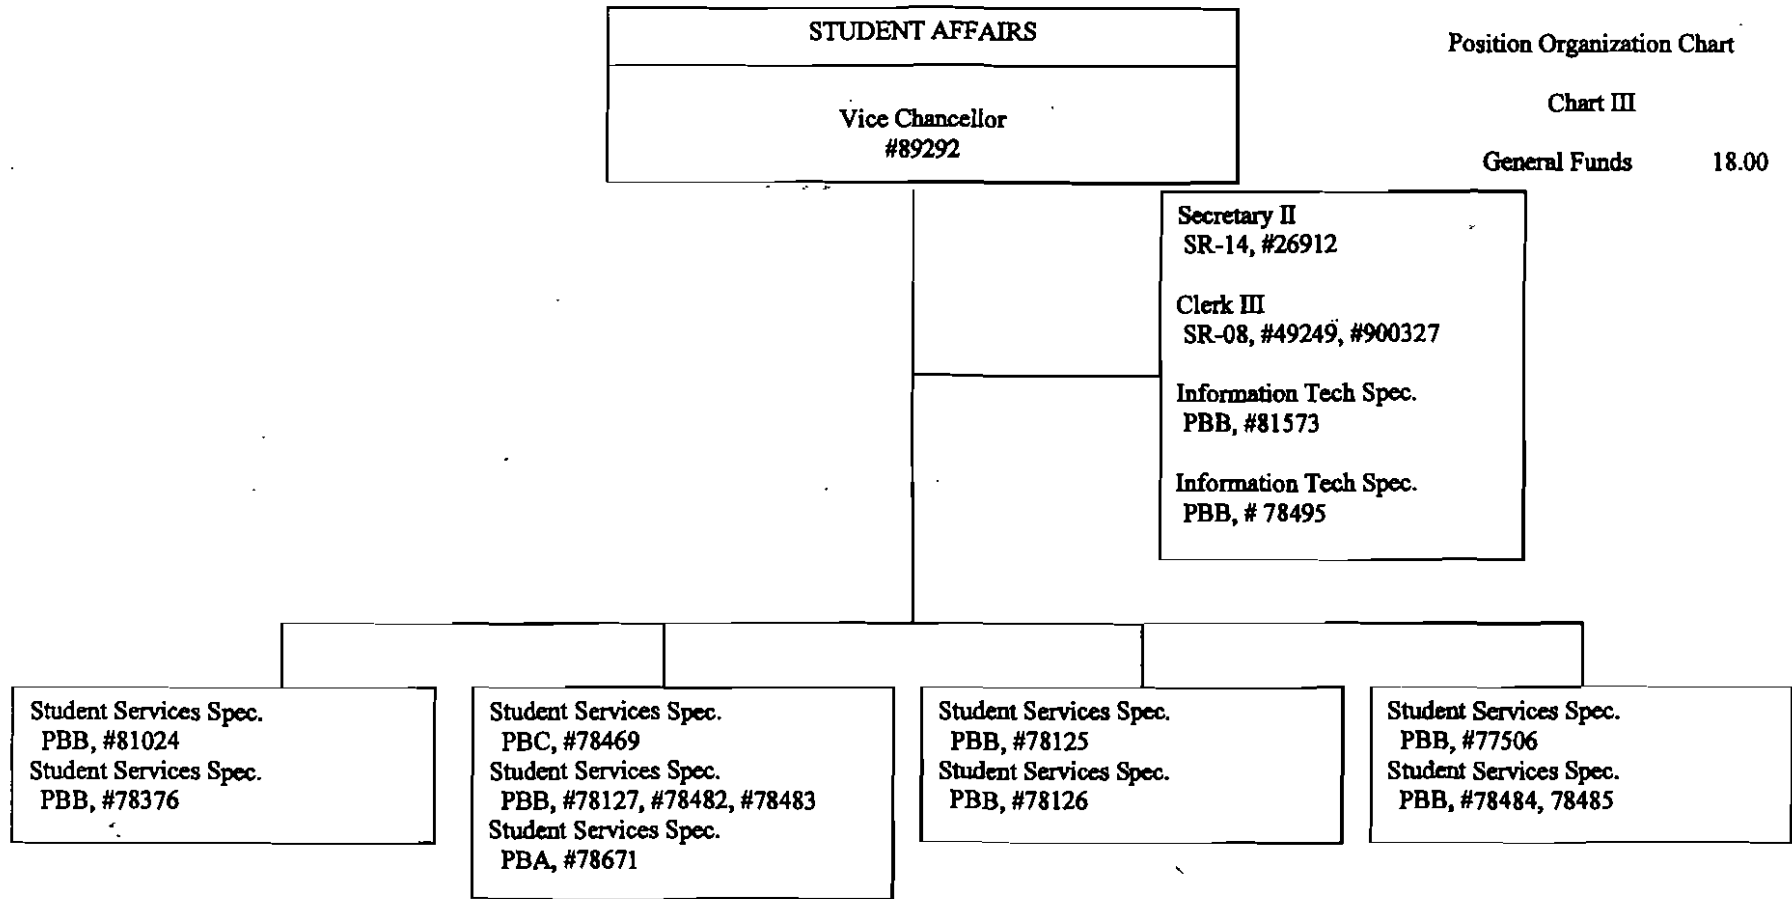 STUDENT AFFAIRS
Vice Chancellor
#89292
Position Organization Chart
Chart III
General Funds 18.00
Secretary II
SR-14, #26912
Clerk III
SR-08, #49249, #900327
Information Tech Spec.
PBB, #81573
Information Tech Spec.
PBB, # 78495
Student Services Spec.
PBB, #81024
Student Services Spec.
PBB, #78376
Student Services Spec.
PBC, #78469
Student Services Spec.
PBB, #78127, #78482, #78483
Student Services Spec.
PBA, #78671
Student Services Spec.
PBB, #78125
Student Services Spec.
PBB, #78126
Student Services Spec.
PBB, #77506
Student Services Spec.
PBB, #78484, 78485